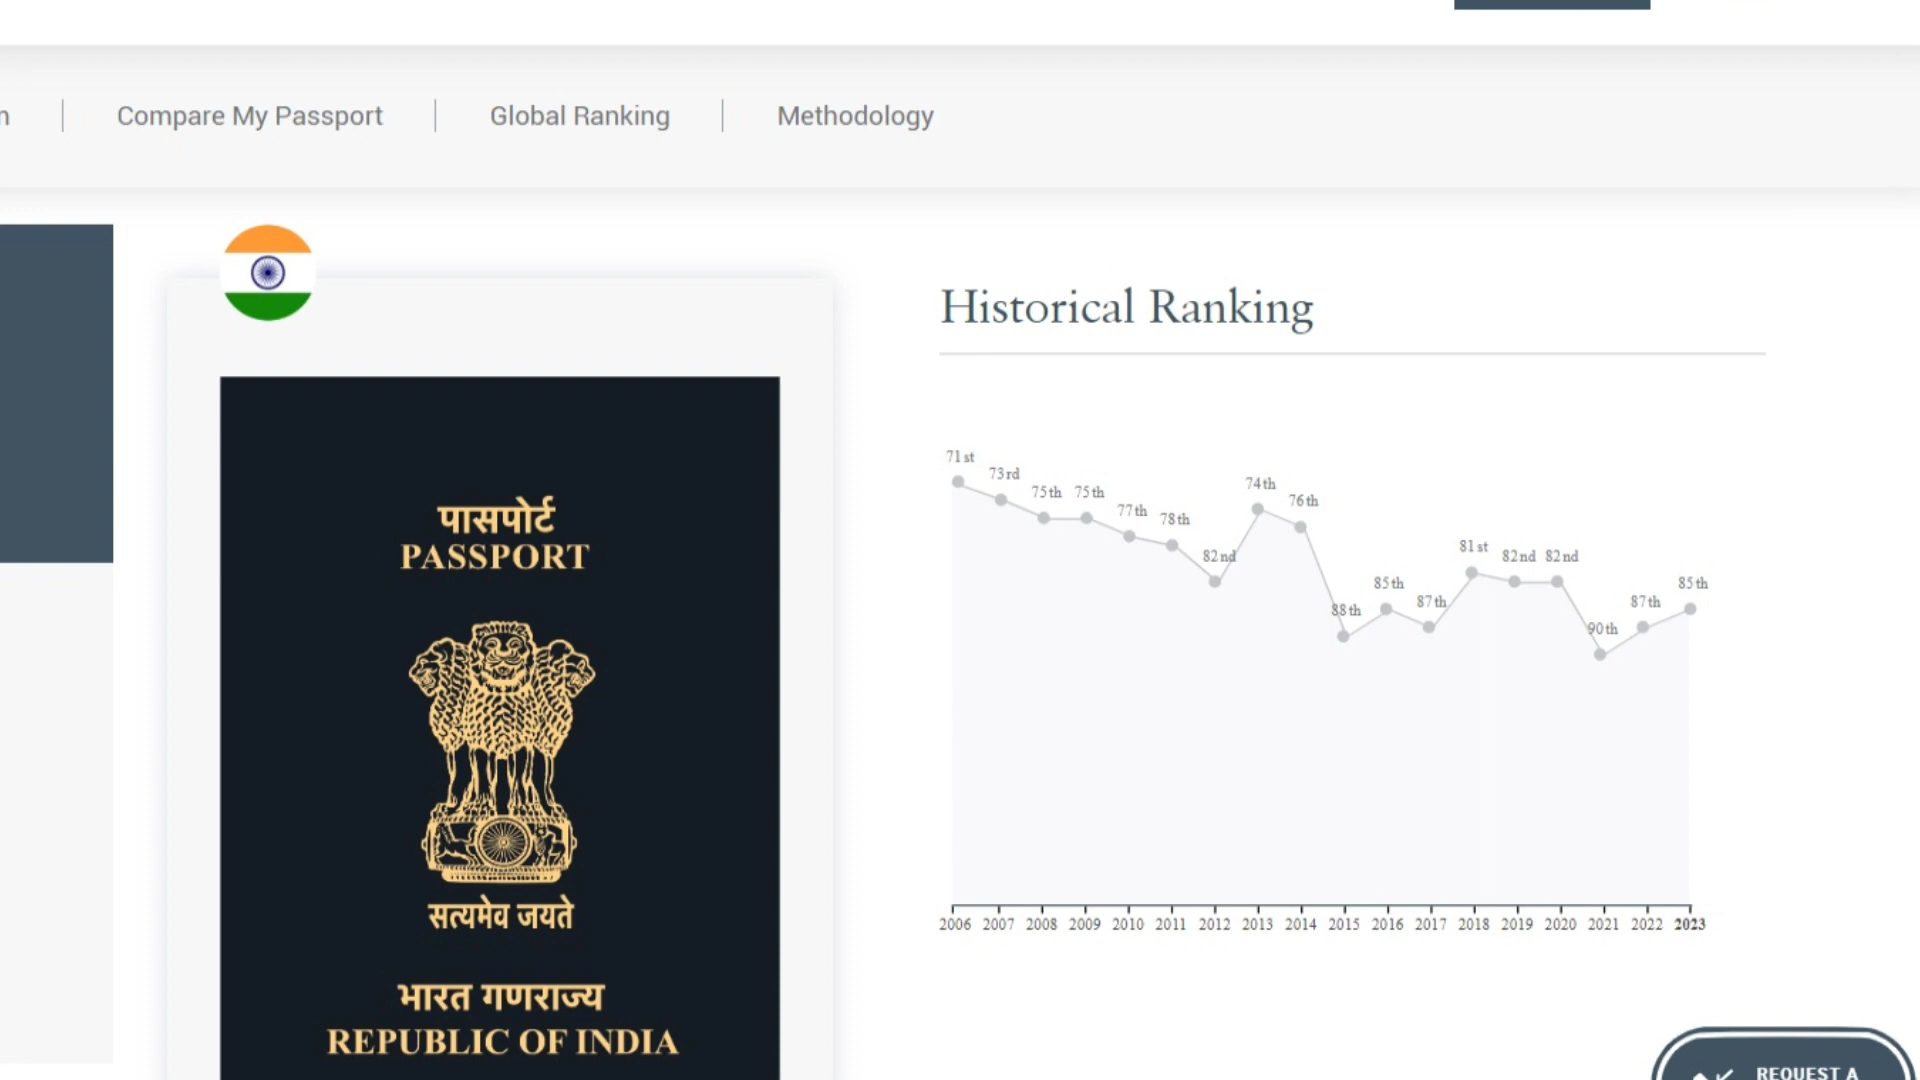 Compare My Passport
Global Ranking
Methodology
पासपोर्ट
PASSPORT
सत्यमेव जयते
भारत गणराज्य
REPUBLIC OF INDIA
Historical Ranking
71st
73rd
75th
75th
77th
78th
82nd
74th
76th
88th
85th
87th
81st
82nd
82nd
90th
87th
85th
2006 2007 2008 2009 2010 2011 2012 2013 2014 2015 2016 2017 2018 2019 2020 2021 2022 2023
REQUEST A